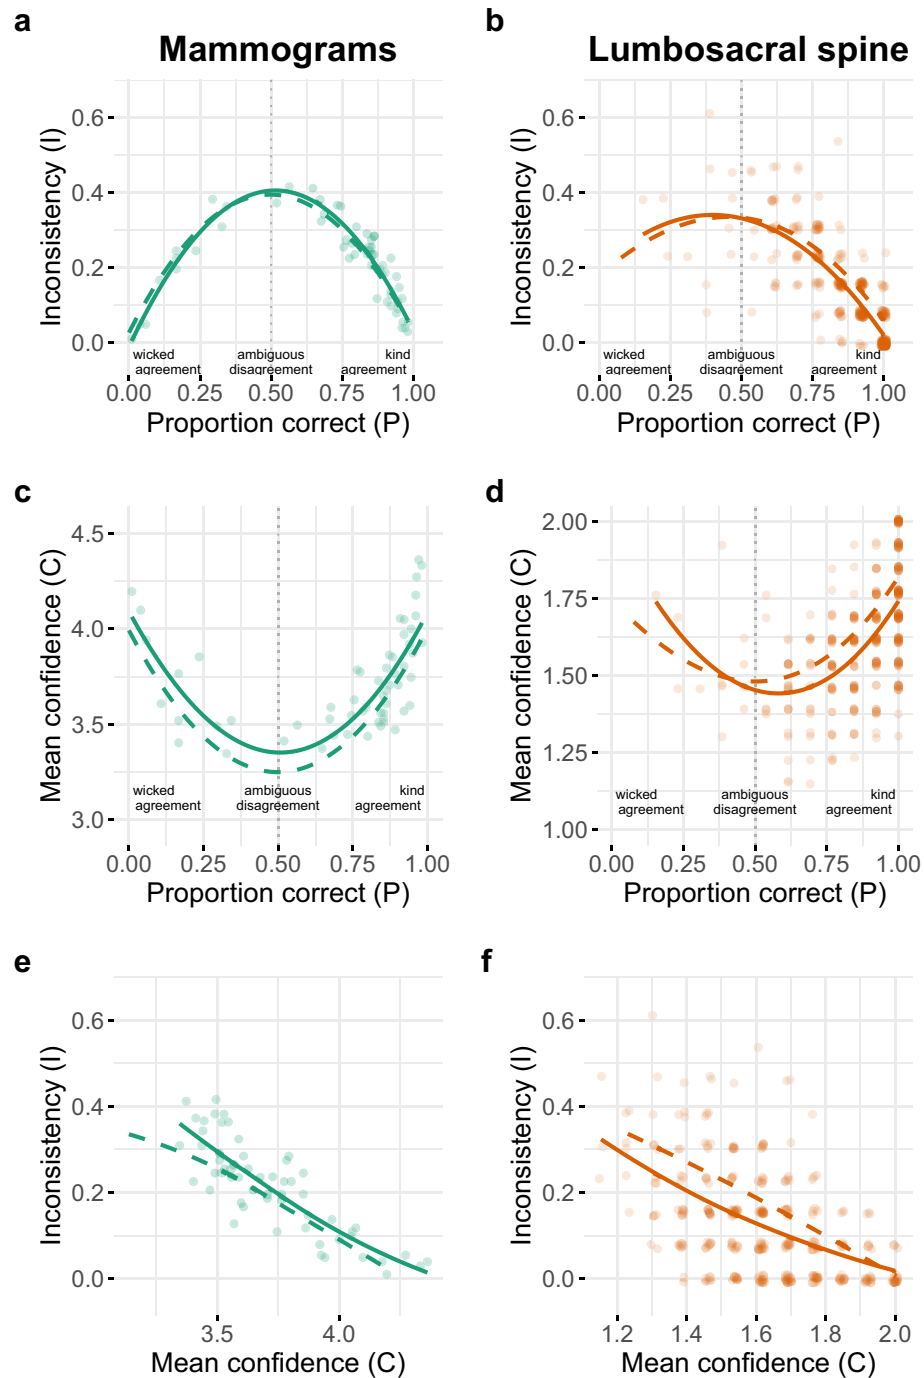 a
Mammograms
b
Lumbosacral spine
Inconsistency (I)
0.6
0.4
0.2
0.0
wicked
agreement
ambiguous
disagreement
kind
agreement
0.00
0.25
0.50
0.75
1.00
Proportion correct (P)
Inconsistency (I)
0.6
0.4
0.2
0.0
wicked
agreement
ambiguous
disagreement
kind
agreement
0.00
0.25
0.50
0.75
1.00
Proportion correct (P)
c
Mean confidence (C)
4.5
4.0
3.5
3.0
wicked
agreement
ambiguous
disagreement
kind
agreement
0.00
0.25
0.50
0.75
1.00
Proportion correct (P)
d
Mean confidence (C)
2.00
1.75
1.50
1.25
1.00
wicked
agreement
ambiguous
disagreement
kind
agreement
0.00
0.25
0.50
0.75
1.00
Proportion correct (P)
e
Inconsistency (I)
0.6
0.4
0.2
0.0
3.5
4.0
Mean confidence (C)
f
Inconsistency (I)
0.6
0.4
0.2
0.0
1.2
1.4
1.6
1.8
2.0
Mean confidence (C)